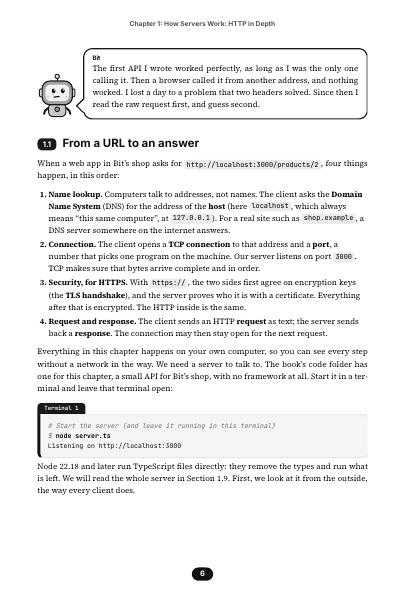 Chapter 1: How Servers Work: HTTP in Depth
Bit
The first API I wrote worked perfectly, as long as I was the only one
calling it. Then a browser called it from another address, and nothing
worked. I lost a day to a problem that two headers solved. Since then I
read the raw request first, and guess second.
1.1 From a URL to an answer
When a web app in Bit's shop asks for http://localhost:3000/products/2, four things
happen, in this order:
1. Name lookup. Computers talk to addresses, not names. The client asks the Domain
Name System (DNS) for the address of the host (here localhost, which always
means “this same computer”, at 127.0.0.1). For a real site such as shop.example, a
DNS server somewhere on the internet answers.
2. Connection. The client opens a TCP connection to that address and a port, a
number that picks one program on the machine. Our server listens on port 3000.
TCP makes sure that bytes arrive complete and in order.
3. Security, for HTTPS. With https://, the two sides first agree on encryption keys
(the TLS handshake), and the server proves who it is with a certificate. Everything
after that is encrypted. The HTTP inside is the same.
4. Request and response. The client sends an HTTP request as text; the server sends
back a response. The connection may then stay open for the next request.
Everything in this chapter happens on your own computer, so you can see every step
without a network in the way. We need a server to talk to. The book's code folder has
one for this chapter, a small API for Bit's shop, with no framework at all. Start it in a ter-
minal and leave that terminal open:
Terminal 1
# Start the server (and leave it running in this terminal)
$ node server.ts
Listening on http://localhost:3000
Node 22.18 and later run TypeScript files directly: they remove the types and run what
is left. We will read the whole server in Section 1.9. First, we look at it from the outside,
the way every client does.
6